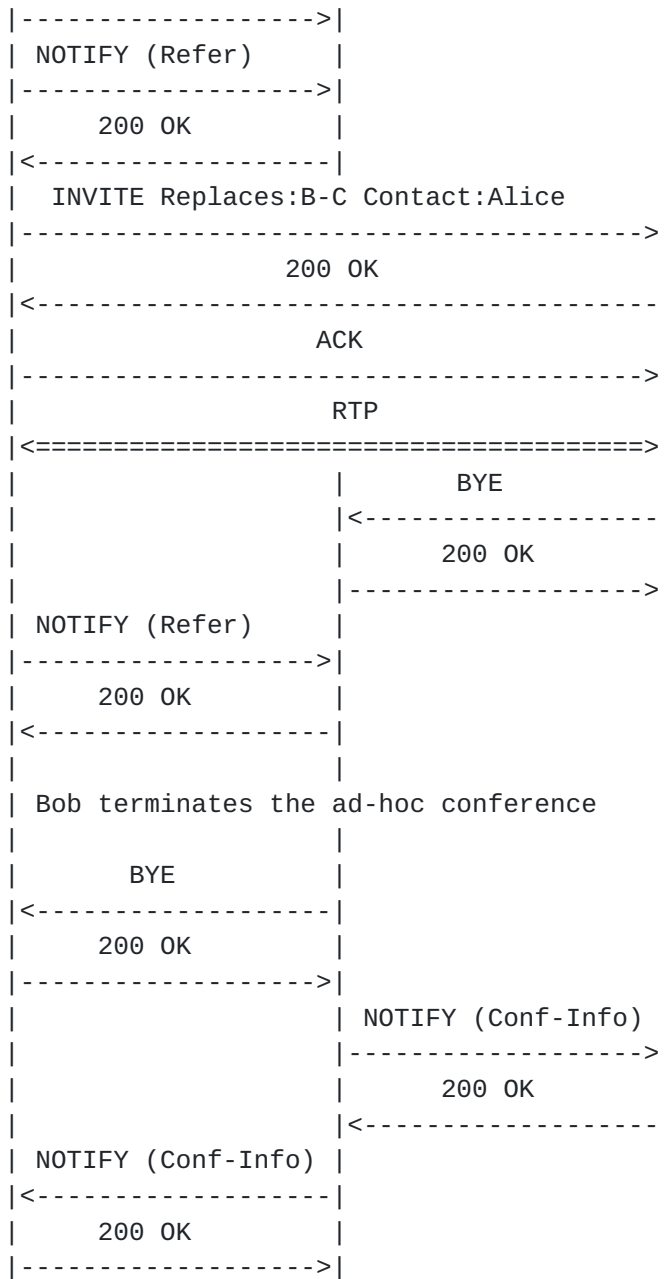 |------------------->|
| NOTIFY (Refer)     |
|------------------->|
|     200 OK         |
|<-------------------|
|  INVITE Replaces:B-C Contact:Alice
|---------------------------------------->
|                200 OK
|<----------------------------------------
|                  ACK
|---------------------------------------->
|                   RTP
|<=======================================>
|                    |       BYE
|                    |<-------------------
|                    |      200 OK
|                    |------------------->
| NOTIFY (Refer)     |
|------------------->|
|     200 OK         |
|<-------------------|
|                    |
| Bob terminates the ad-hoc conference
|                    |
|       BYE          |
|<-------------------|
|     200 OK         |
|------------------->|
|                    | NOTIFY (Conf-Info)
|                    |------------------->
|                    |      200 OK
|                    |<-------------------
| NOTIFY (Conf-Info) |
|<-------------------|
|     200 OK         |
|------------------->|